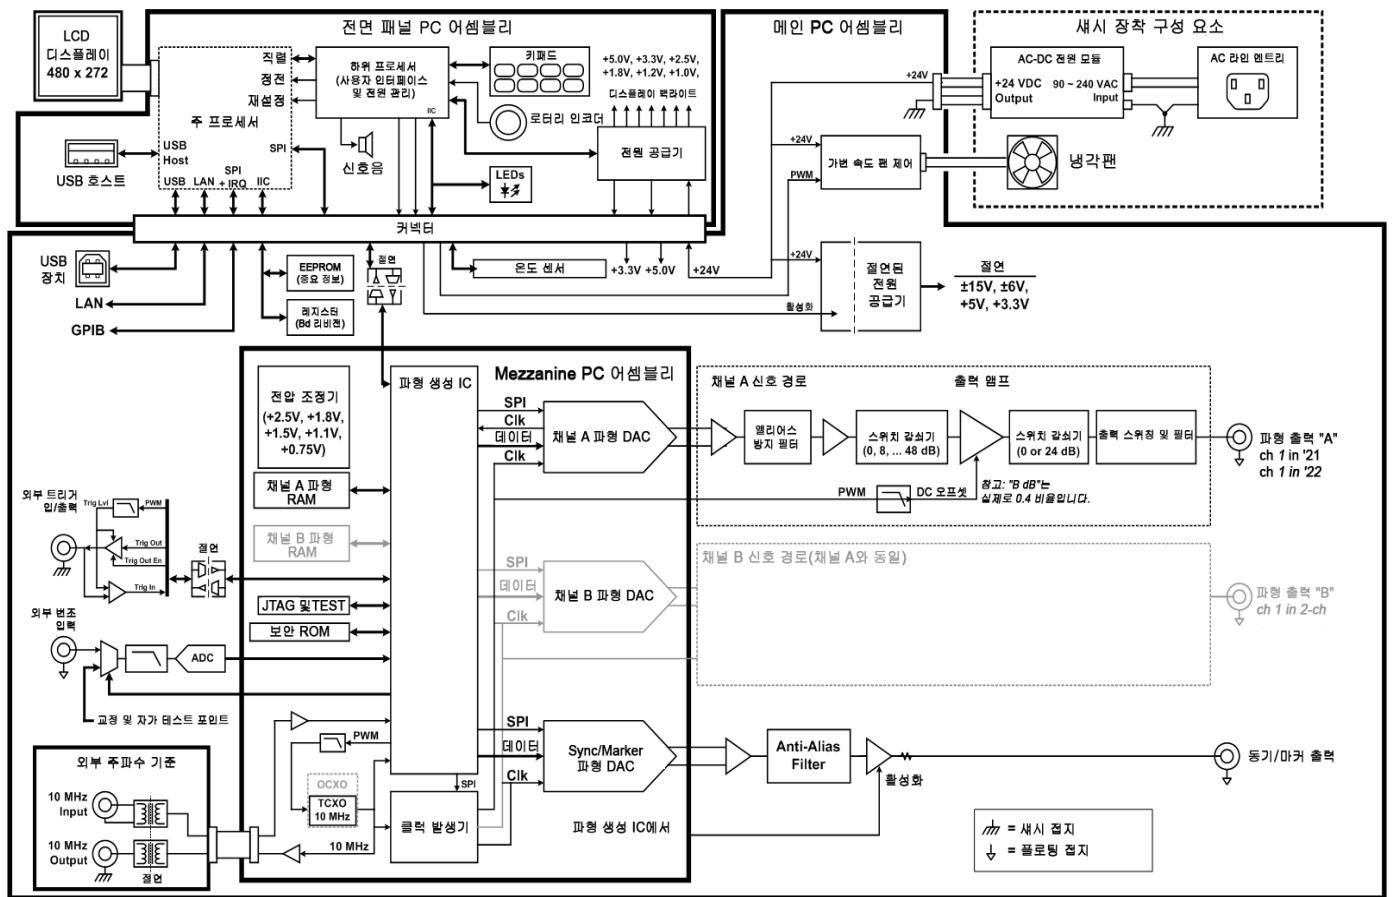 LCD
디스플레이
480 x 272
전면 패널 PC 어셈블리
메인 PC 어셈블리
섀시 장착 구성 요소
직렬
정전
재설정
주 프로세서
USB
Host
SPI
USB
LAN
SPI
+ IRQ
IIC
하위 프로세서
(사용자 인터페이스
및 전원 관리)
IIC
키패드
로터리 인코더
신호음
LEDs
+5.0V, +3.3V, +2.5V,
+1.8V, +1.2V, +1.0V,
디스플레이 백라이트
전원 공급기
USB 호스트
커넥터
+24V
AC-DC 전원 모듈
+24 VDC
Output
90 ~ 240 VAC
Input
AC 라인 엔트리
+24V
PWM
가변 속도 팬 제어
냉각팬
USB
장치
LAN
GPIB
EEPROM
(중요 정보)
레지스터
(Bd 리비전)
절연
온도 센서
+3.3V
+5.0V
+24V
+24V
활성화
절연된
전원
공급기
절연
±15V, ±6V,
+5V, +3.3V
Mezzanine PC 어셈블리
전압 조정기
(+2.5V, +1.8V,
+1.5V, +1.1V,
+0.75V)
파형 생성 IC
채널 A 파형
RAM
채널 B 파형
RAM
JTAG 및TEST
보안 ROM
SPI
Clk
데이터
Clk
채널 A 파형 DAC
채널 A 신호 경로
출력 앰프
앨리어스
방지 필터
스위치 감쇠기
(0, 8, ... 48 dB)
스위치 감쇠기
(0 or 24 dB)
출력 스위칭 및 필터
PWM
DC 오프셋
참고: "B dB"는
실제로 0.4 비율입니다.
파형 출력 "A"
ch 1 in '21
ch 1 in '22
외부 트리거
입/출력
Trig Lvl
PWM
Trig Out
Trig Out En
Trig In
절연
외부 변조
입력
ADC
교정 및 자가 테스트 포인트
SPI
데이터
Clk
채널 B 파형 DAC
채널 B 신호 경로(채널 A와 동일)
파형 출력 "B"
ch 1 in 2-ch
외부 주파수 기준
10 MHz
Input
10 MHz
Output
절연
PWM
OCXO
TCXO
10 MHz
10 MHz
SPI
클럭 발생기
SPI
데이터
Clk
Sync/Marker
파형 DAC
Anti-Alias
Filter
활성화
파형 생성 IC에서
동기/마커 출력
= 섀시 접지
= 플로팅 접지